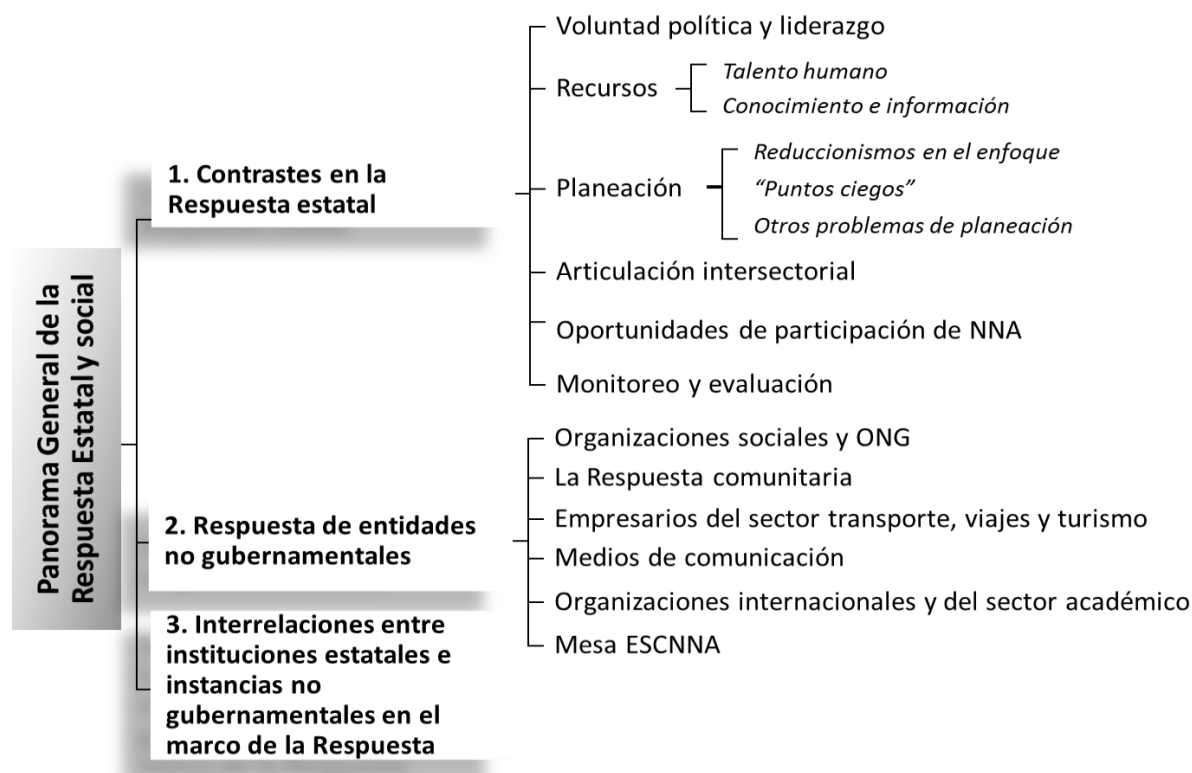 Panorama General de la
Respuesta Estatal y social
1. Contrastes en la
Respuesta estatal
Voluntad política y liderazgo
Recursos
Talento humano
Conocimiento e información
Planeación
Reduccionismos en el enfoque
“Puntos ciegos”
Otros problemas de planeación
Articulación intersectorial
Oportunidades de participación de NNA
Monitoreo y evaluación
2. Respuesta de entidades
no gubernamentales
Organizaciones sociales y ONG
La Respuesta comunitaria
Empresarios del sector transporte, viajes y turismo
Medios de comunicación
Organizaciones internacionales y del sector académico
Mesa ESCNNA
3. Interrelaciones entre
instituciones estatales e
instancias no
gubernamentales en el
marco de la Respuesta